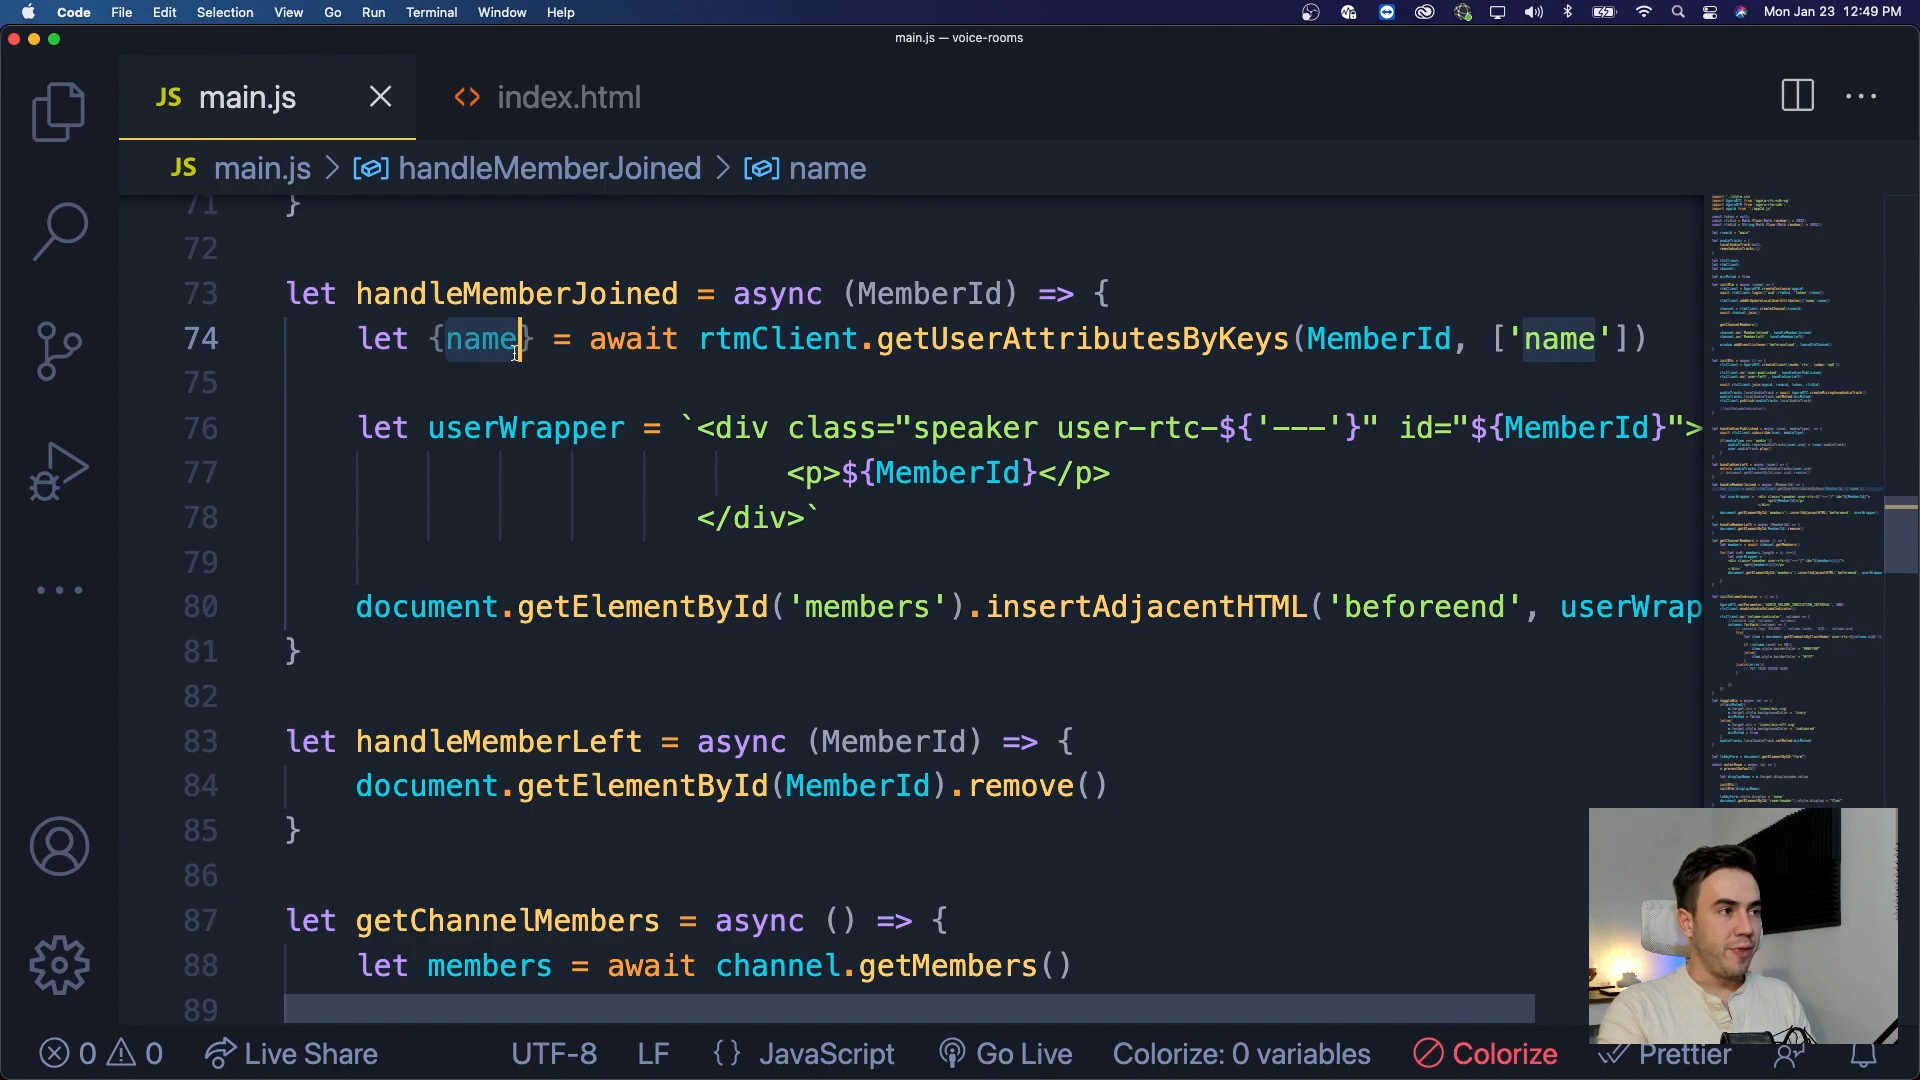 Code File Edit Selection View Go Run Terminal Window Help Mon Jan 23 12:49 PM
main.js — voice-rooms
JS main.js index.html
JS main.js > handleMemberJoined > name
71 }
72
73 let handleMemberJoined = async (MemberId) => {
74 let {name} = await rtmClient.getUserAttributesByKeys(MemberId, ['name'])
75
76 let userWrapper = `<div class="speaker user-rtc-${'---'}" id="${MemberId}">
77 <p>${MemberId}</p>
78 </div>`
79
80 document.getElementById('members').insertAdjacentHTML('beforeend', userWrap
81 }
82
83 let handleMemberLeft = async (MemberId) => {
84 document.getElementById(MemberId).remove()
85 }
86
87 let getChannelMembers = async () => {
88 let members = await channel.getMembers()
89
0 0 Live Share UTF-8 LF {} JavaScript Go Live Colorize: 0 variables Colorize Prettier